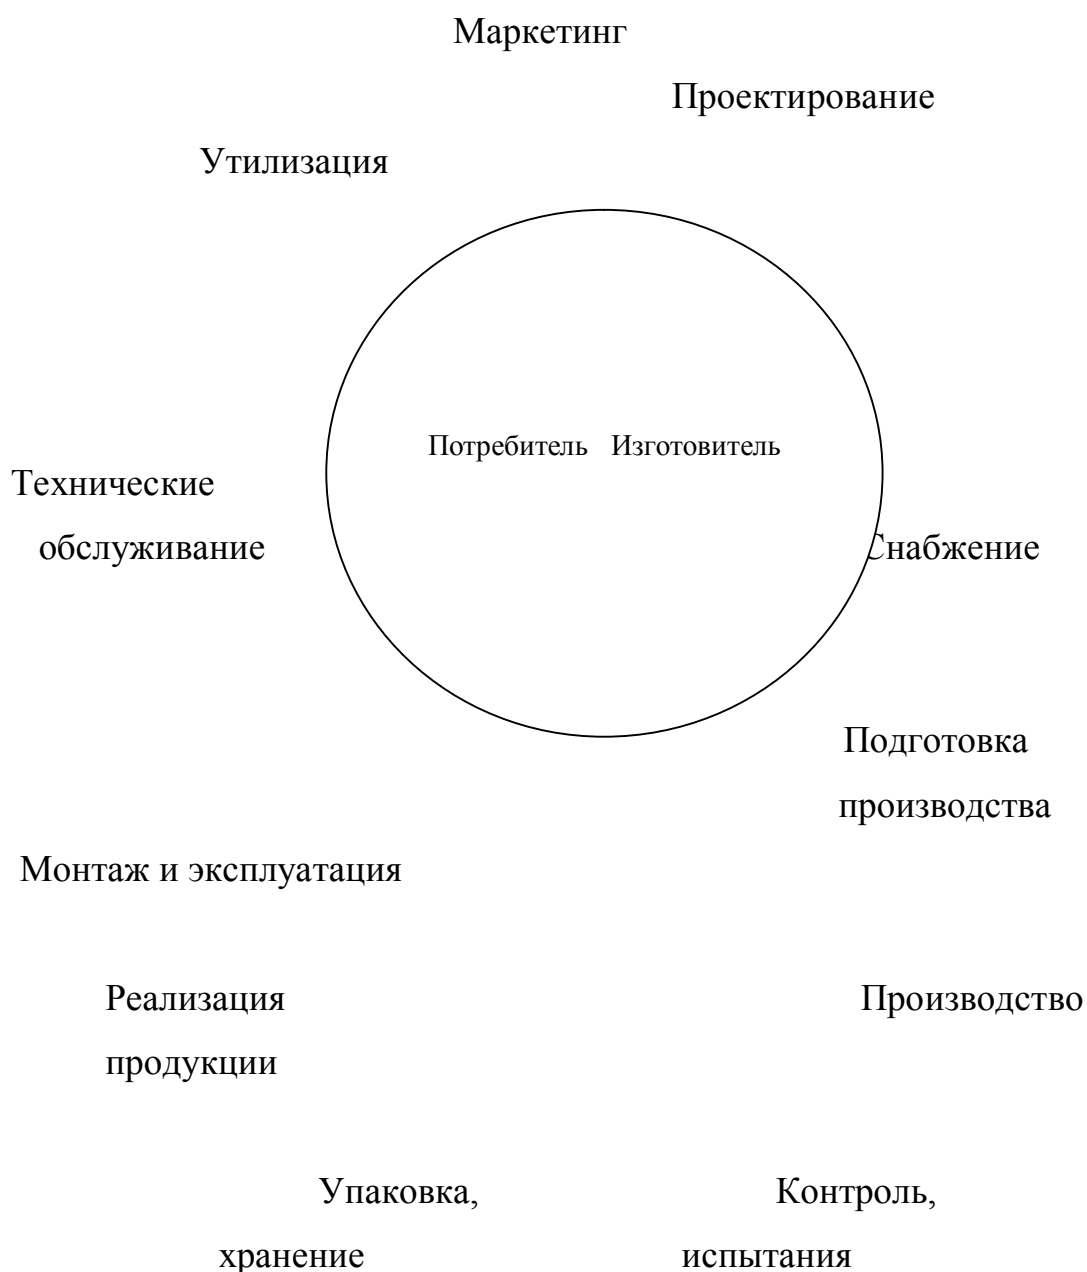 Маркетинг
Проектирование
Утилизация
Потребитель Изготовитель
Технические
обслуживание Снабжение
Подготовка
производства
Монтаж и эксплуатация
Реализация Производство
продукции
Упаковка, Контроль,
хранение испытания